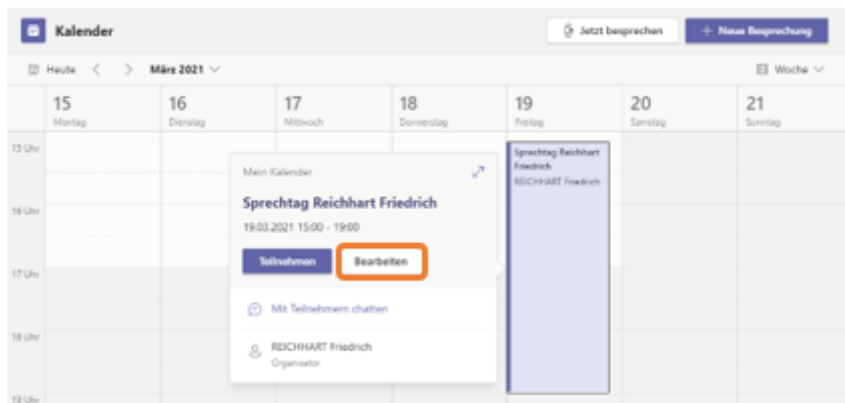 Kalender
Jetzt besprechen
+ Neue Besprechung
Heute
März 2021
Woche
15
Montag
16
Dienstag
17
Mittwoch
18
Donnerstag
19
Freitag
20
Samstag
21
Sonntag
15 Uhr
16 Uhr
17 Uhr
18 Uhr
19 Uhr
Sprechtag Reichhart
Friedrich
REICHHART Friedrich
Mein Kalender
Sprechtag Reichhart Friedrich
19.03.2021 15:00 - 19:00
Teilnehmen
Bearbeiten
Mit Teilnehmern chatten
REICHHART Friedrich
Organisator